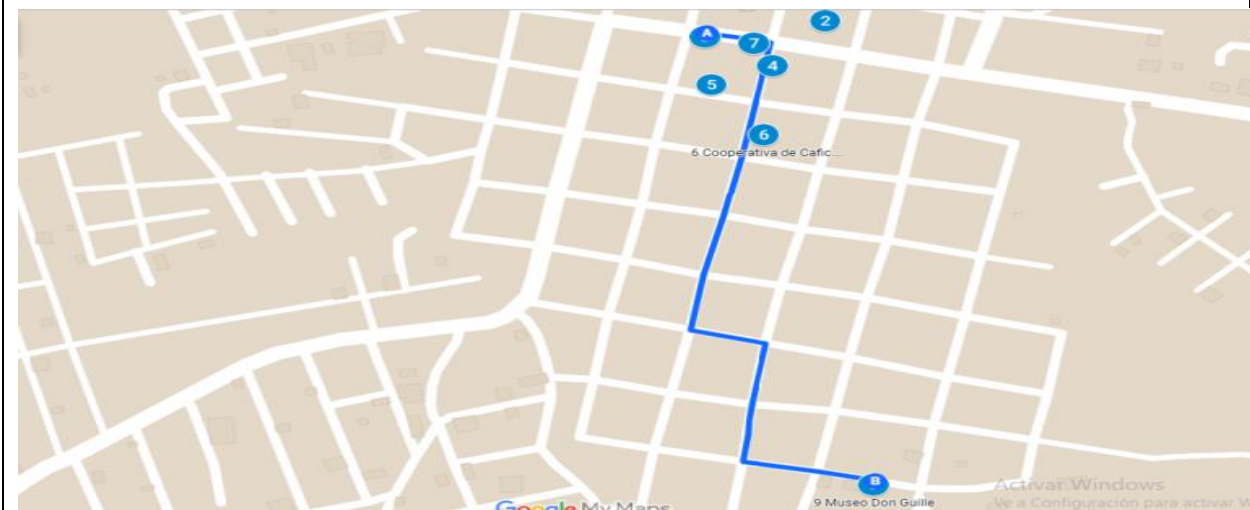 2
A
7
4
5
6
6 Cooperativa de Cafic...
B
9 Museo Don Guille
Activar Windows
Ve a Configuración para activar W
Google My Maps